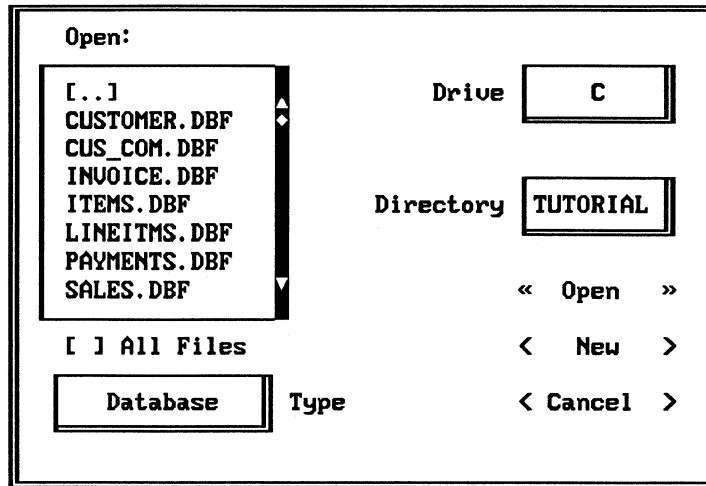 Open:
[..]
CUSTOMER.DBF
CUS_COM.DBF
INVOICE.DBF
ITEMS.DBF
LINEITMS.DBF
PAYMENTS.DBF
SALES.DBF
[ ] All Files
Database Type
Drive C
Directory TUTORIAL
« Open »
< New >
< Cancel >